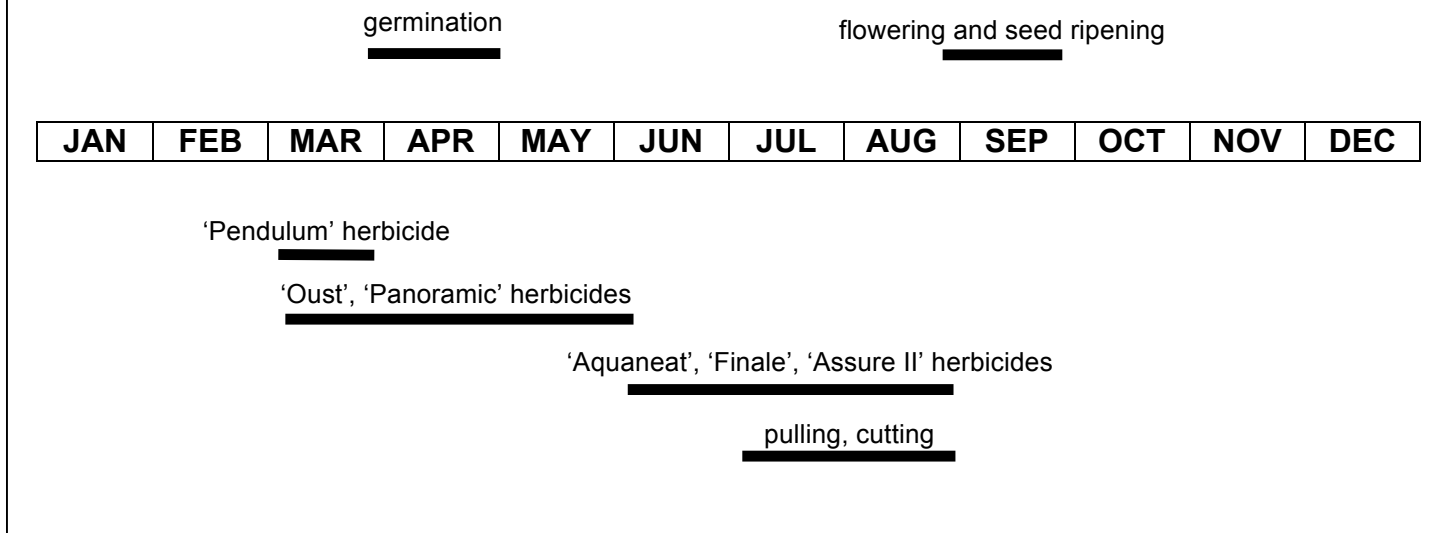 germination
flowering and seed ripening
JAN FEB MAR APR MAY JUN JUL AUG SEP OCT NOV DEC
‘Pendulum’ herbicide
‘Oust’, ‘Panoramic’ herbicides
‘Aquaneat’, ‘Finale’, ‘Assure II’ herbicides
pulling, cutting